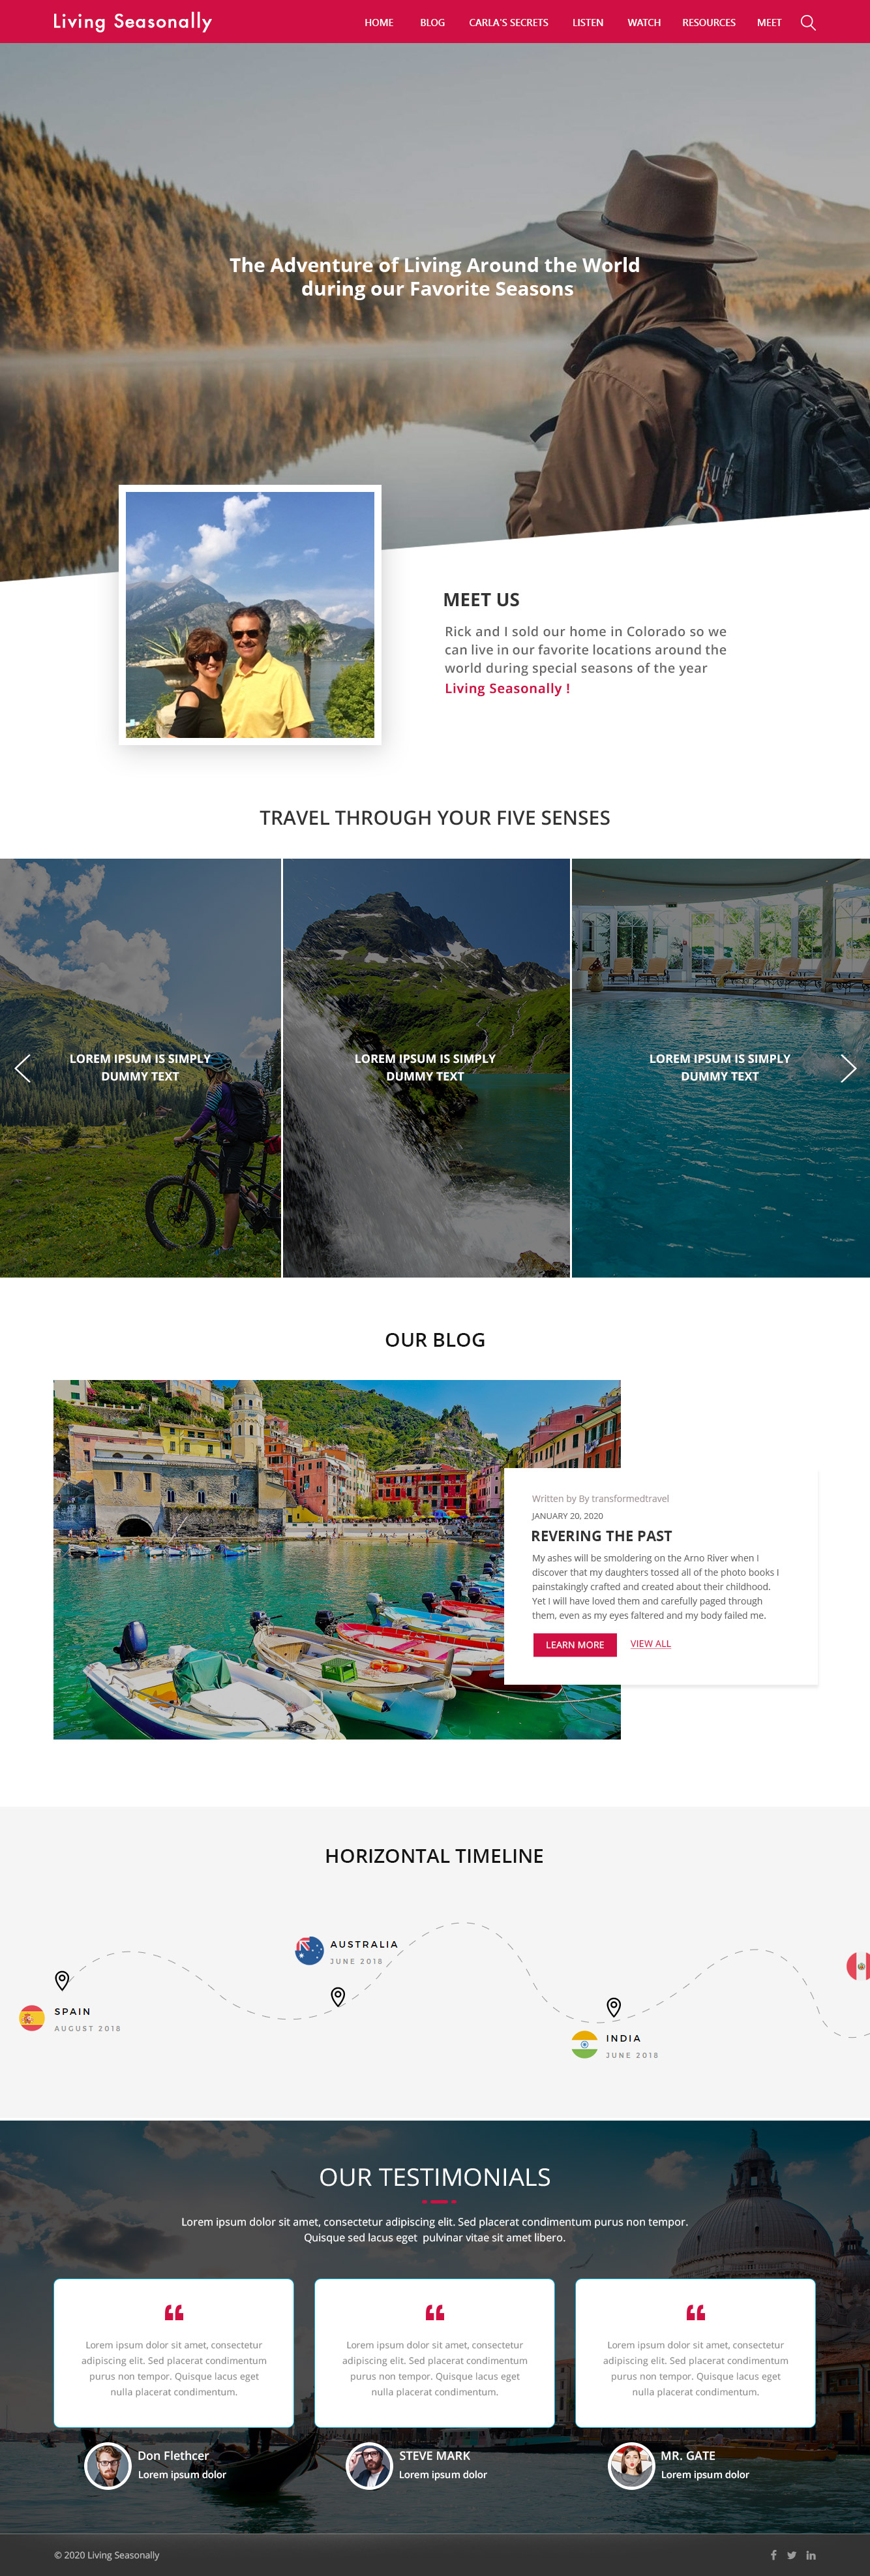 Living Seasonally
HOME BLOG CARLA'S SECRETS LISTEN WATCH RESOURCES MEET
The Adventure of Living Around the World
during our Favorite Seasons
MEET US
Rick and I sold our home in Colorado so we
can live in our favorite locations around the
world during special seasons of the year
Living Seasonally !
TRAVEL THROUGH YOUR FIVE SENSES
LOREM IPSUM IS SIMPLY
DUMMY TEXT
LOREM IPSUM IS SIMPLY
DUMMY TEXT
LOREM IPSUM IS SIMPLY
DUMMY TEXT
OUR BLOG
Written by By transformedtravel
JANUARY 20, 2020
REVERING THE PAST
My ashes will be smoldering on the Arno River when I
discover that my daughters tossed all of the photo books I
painstakingly crafted and created about their childhood.
Yet I will have loved them and carefully paged through
them, even as my eyes faltered and my body failed me.
LEARN MORE VIEW ALL
HORIZONTAL TIMELINE
AUSTRALIA
JUNE 2018
SPAIN
AUGUST 2018
INDIA
JUNE 2018
OUR TESTIMONIALS
Lorem ipsum dolor sit amet, consectetur adipiscing elit. Sed placerat condimentum purus non tempor.
Quisque sed lacus eget pulvinar vitae sit amet libero.
Lorem ipsum dolor sit amet, consectetur
adipiscing elit. Sed placerat condimentum
purus non tempor. Quisque lacus eget
nulla placerat condimentum.
Don Flethcer
Lorem ipsum dolor
Lorem ipsum dolor sit amet, consectetur
adipiscing elit. Sed placerat condimentum
purus non tempor. Quisque lacus eget
nulla placerat condimentum.
STEVE MARK
Lorem ipsum dolor
Lorem ipsum dolor sit amet, consectetur
adipiscing elit. Sed placerat condimentum
purus non tempor. Quisque lacus eget
nulla placerat condimentum.
MR. GATE
Lorem ipsum dolor
© 2020 Living Seasonally